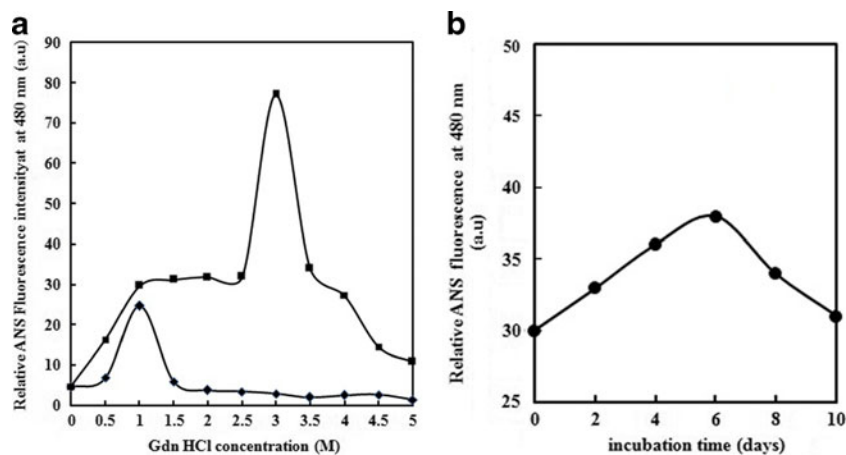 a
Relative ANS Fluorescence intensityat at 480 nm (a.u)
90
80
70
60
50
40
30
20
10
0
0 0.5 1 1.5 2 2.5 3 3.5 4 4.5 5
Gdn HCl concentration (M)
b
Relative ANS fluorescence at 480 nm
(a.u)
50
45
40
35
30
25
0 2 4 6 8 10
incubation time (days)